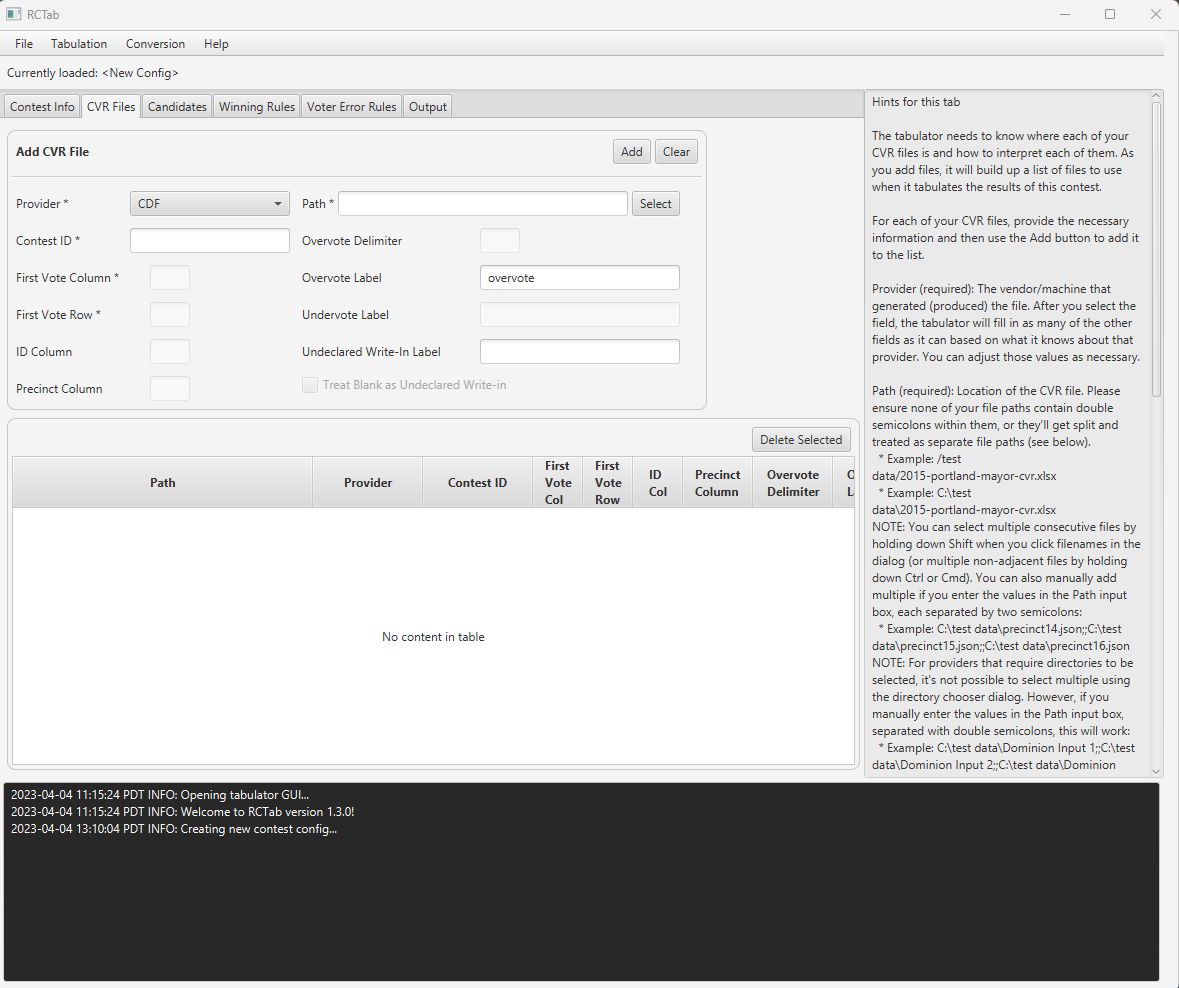 RCTab
File Tabulation Conversion Help
Currently loaded: <New Config>
Contest Info CVR Files Candidates Winning Rules Voter Error Rules Output
Add CVR File Add Clear
Provider * CDF Path * Select
Contest ID * Overvote Delimiter
First Vote Column * Overvote Label overvote
First Vote Row * Undervote Label
ID Column Undeclared Write-In Label
Precinct Column Treat Blank as Undeclared Write-in
Delete Selected
Path Provider Contest ID First Vote Col First Vote Row ID Col Precinct Column Overvote Delimiter
No content in table
Hints for this tab
The tabulator needs to know where each of your
CVR files is and how to interpret each of them. As
you add files, it will build up a list of files to use
when it tabulates the results of this contest.
For each of your CVR files, provide the necessary
information and then use the Add button to add it
to the list.
Provider (required): The vendor/machine that
generated (produced) the file. After you select the
field, the tabulator will fill in as many of the other
fields as it can based on what it knows about that
provider. You can adjust those values as necessary.
Path (required): Location of the CVR file. Please
ensure none of your file paths contain double
semicolons within them, or they'll get split and
treated as separate file paths (see below).
* Example: /test
data/2015-portland-mayor-cvr.xlsx
* Example: C:\test
data\2015-portland-mayor-cvr.xlsx
NOTE: You can select multiple consecutive files by
holding down Shift when you click filenames in the
dialog (or multiple non-adjacent files by holding
down Ctrl or Cmd). You can also manually add
multiple if you enter the values in the Path input
box, each separated by two semicolons:
* Example: C:\test data\precinct14.json;;C:\test
data\precinct15.json;;C:\test data\precinct16.json
NOTE: For providers that require directories to be
selected, it's not possible to select multiple using
the directory chooser dialog. However, if you
manually enter the values in the Path input box,
separated with double semicolons, this will work:
* Example: C:\test data\Dominion Input 1;;C:\test
data\Dominion Input 2;;C:\test data\Dominion
2023-04-04 11:15:24 PDT INFO: Opening tabulator GUI...
2023-04-04 11:15:24 PDT INFO: Welcome to RCTab version 1.3.0!
2023-04-04 13:10:04 PDT INFO: Creating new contest config...